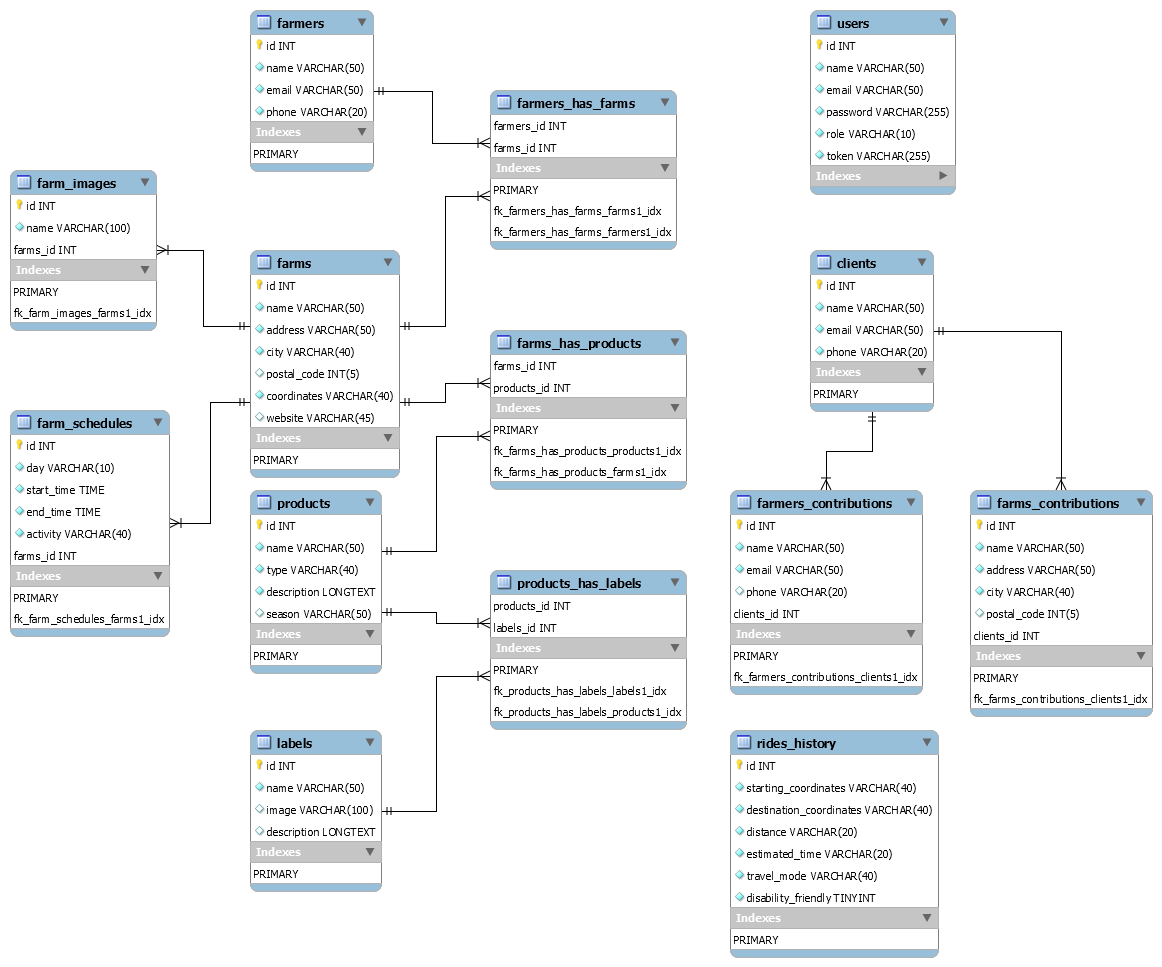 farmers
id INT
name VARCHAR(50)
email VARCHAR(50)
phone VARCHAR(20)
Indexes
PRIMARY
users
id INT
name VARCHAR(50)
email VARCHAR(50)
password VARCHAR(255)
role VARCHAR(10)
token VARCHAR(255)
Indexes
farmers_has_farms
farmers_id INT
farms_id INT
Indexes
PRIMARY
fk_farmers_has_farms_farms1_idx
fk_farmers_has_farms_farmers1_idx
farm_images
id INT
name VARCHAR(100)
farms_id INT
Indexes
PRIMARY
fk_farm_images_farms1_idx
farms
id INT
name VARCHAR(50)
address VARCHAR(50)
city VARCHAR(40)
postal_code INT(5)
coordinates VARCHAR(40)
website VARCHAR(45)
Indexes
PRIMARY
clients
id INT
name VARCHAR(50)
email VARCHAR(50)
phone VARCHAR(20)
Indexes
PRIMARY
farms_has_products
farms_id INT
products_id INT
Indexes
PRIMARY
fk_farms_has_products_products1_idx
fk_farms_has_products_farms1_idx
farm_schedules
id INT
day VARCHAR(10)
start_time TIME
end_time TIME
activity VARCHAR(40)
farms_id INT
Indexes
PRIMARY
fk_farm_schedules_farms1_idx
products
id INT
name VARCHAR(50)
type VARCHAR(40)
description LONGTEXT
season VARCHAR(50)
Indexes
PRIMARY
farmers_contributions
id INT
name VARCHAR(50)
email VARCHAR(50)
phone VARCHAR(20)
clients_id INT
Indexes
PRIMARY
fk_farmers_contributions_clients1_idx
farms_contributions
id INT
name VARCHAR(50)
address VARCHAR(50)
city VARCHAR(40)
postal_code INT(5)
clients_id INT
Indexes
PRIMARY
fk_farms_contributions_clients1_idx
products_has_labels
products_id INT
labels_id INT
Indexes
PRIMARY
fk_products_has_labels_labels1_idx
fk_products_has_labels_products1_idx
labels
id INT
name VARCHAR(50)
image VARCHAR(100)
description LONGTEXT
Indexes
PRIMARY
rides_history
id INT
starting_coordinates VARCHAR(40)
destination_coordinates VARCHAR(40)
distance VARCHAR(20)
estimated_time VARCHAR(20)
travel_mode VARCHAR(40)
disability_friendly TINYINT
Indexes
PRIMARY